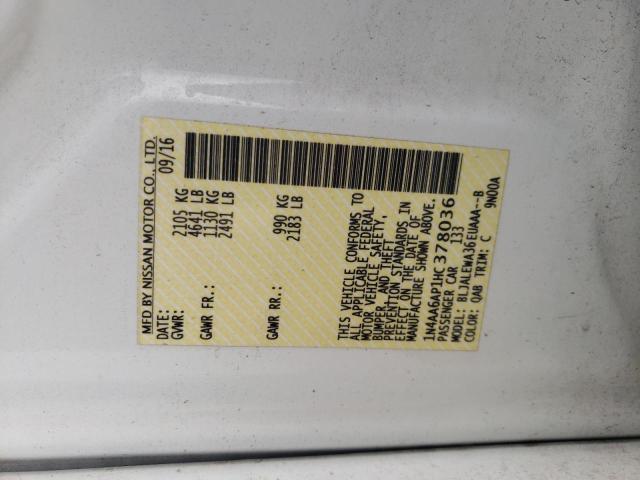 MFD BY NISSAN MOTOR CO., LTD.
DATE: 09/16
GVWR: 2105 KG
4641 LB
GAWR FR.: 1130 KG
2491 LB
GAWR RR.: 990 KG
2183 LB
THIS VEHICLE CONFORMS TO
ALL APPLICABLE FEDERAL
MOTOR VEHICLE SAFETY,
BUMPER, AND THEFT
PREVENTION STANDARDS IN
EFFECT ON THE DATE OF
MANUFACTURE SHOWN ABOVE.
1N4AA6AP1HC378036
PASSENGER CAR 133
MODEL: BLJALEWA36EUAAA--B
COLOR: QAB TRIM: C 9N00A